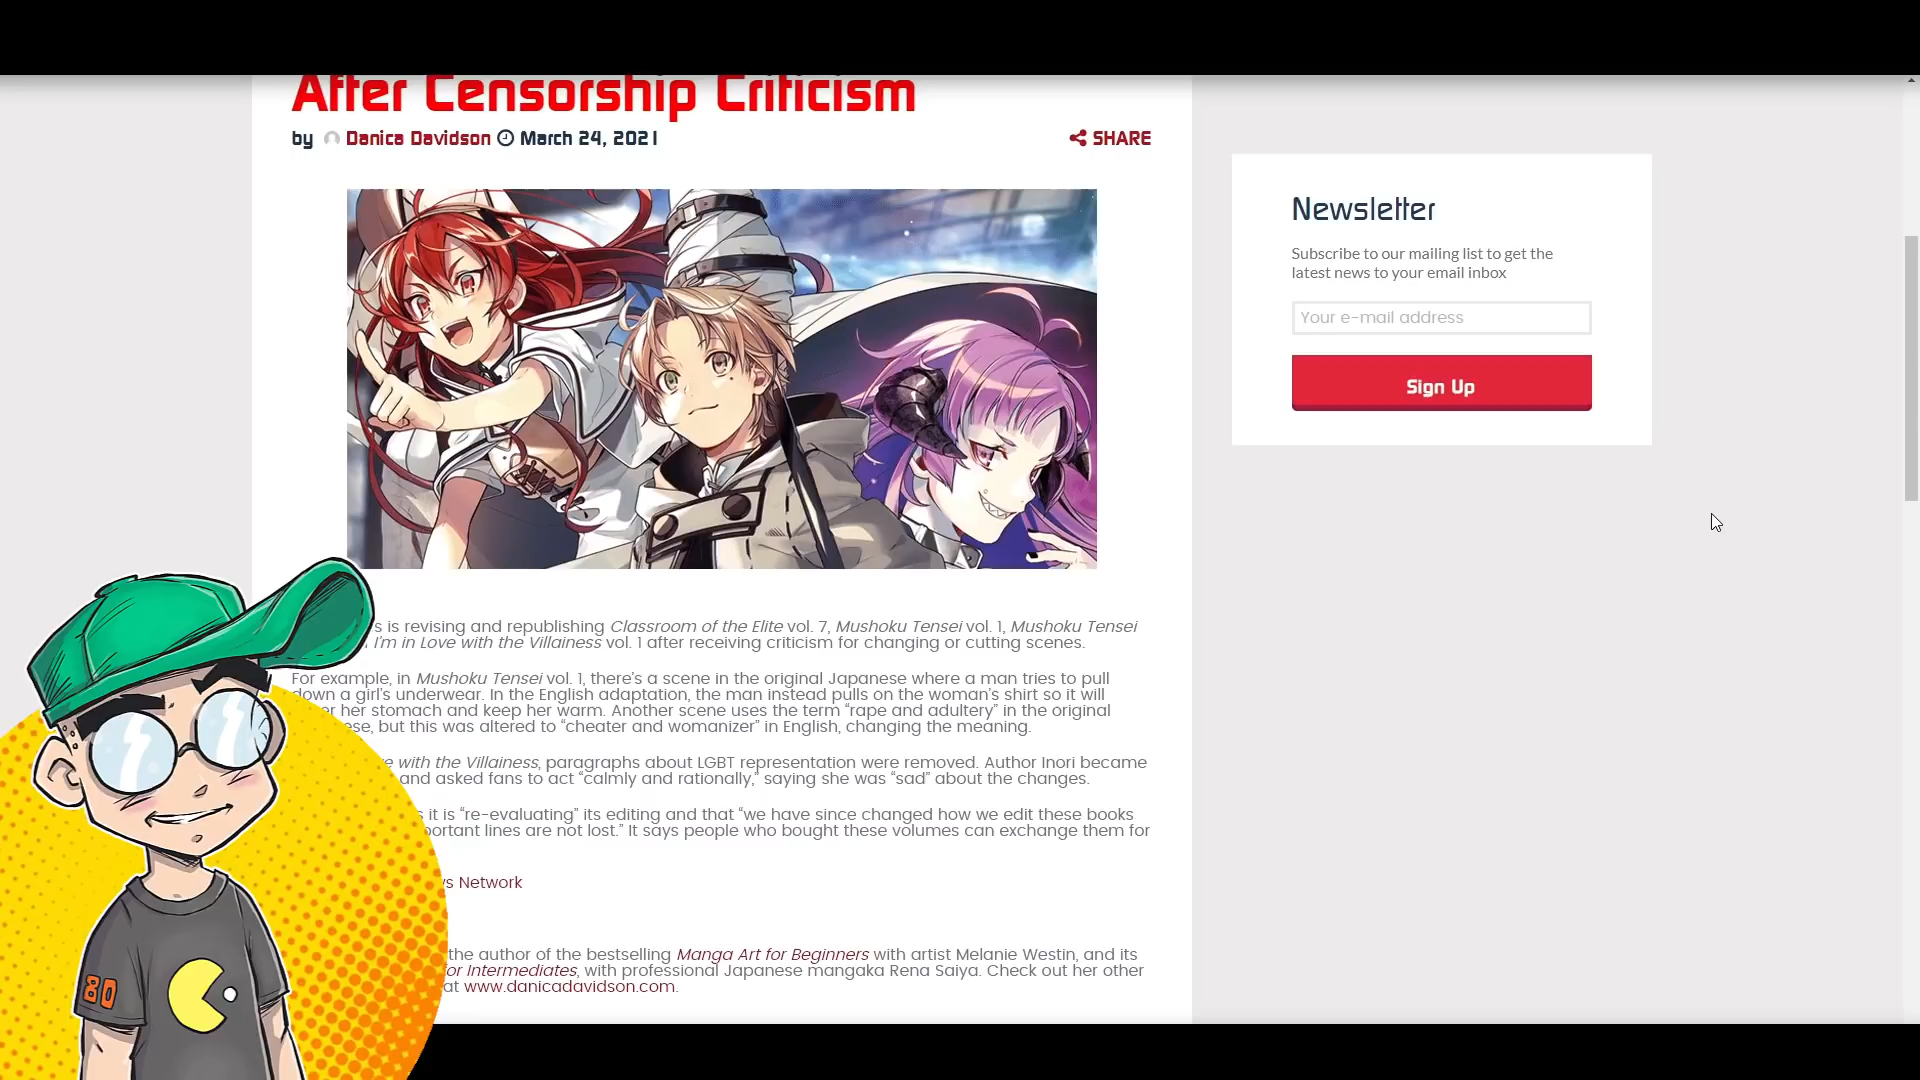 After Censorship Criticism
by Danica Davidson March 24, 2021
SHARE
s is revising and republishing Classroom of the Elite vol. 7, Mushoku Tensei vol. 1, Mushoku Tensei
I'm in Love with the Villainess vol. 1 after receiving criticism for changing or cutting scenes.
For example, in Mushoku Tensei vol. 1, there's a scene in the original Japanese where a man tries to pull
down a girl's underwear. In the English adaptation, the man instead pulls on the woman's shirt so it will
her stomach and keep her warm. Another scene uses the term “rape and adultery” in the original
but this was altered to “cheater and womanizer” in English, changing the meaning.
with the Villainess, paragraphs about LGBT representation were removed. Author Inori became
and asked fans to act “calmly and rationally,” saying she was “sad” about the changes.
it is “re-evaluating” its editing and that “we have since changed how we edit these books
lines are not lost.” It says people who bought these volumes can exchange them for
Network
the author of the bestselling Manga Art for Beginners with artist Melanie Westin, and its
for Intermediates, with professional Japanese mangaka Rena Saiya. Check out her other
at www.danicadavidson.com.
Newsletter
Subscribe to our mailing list to get the
latest news to your email inbox
Your e-mail address
Sign Up
80